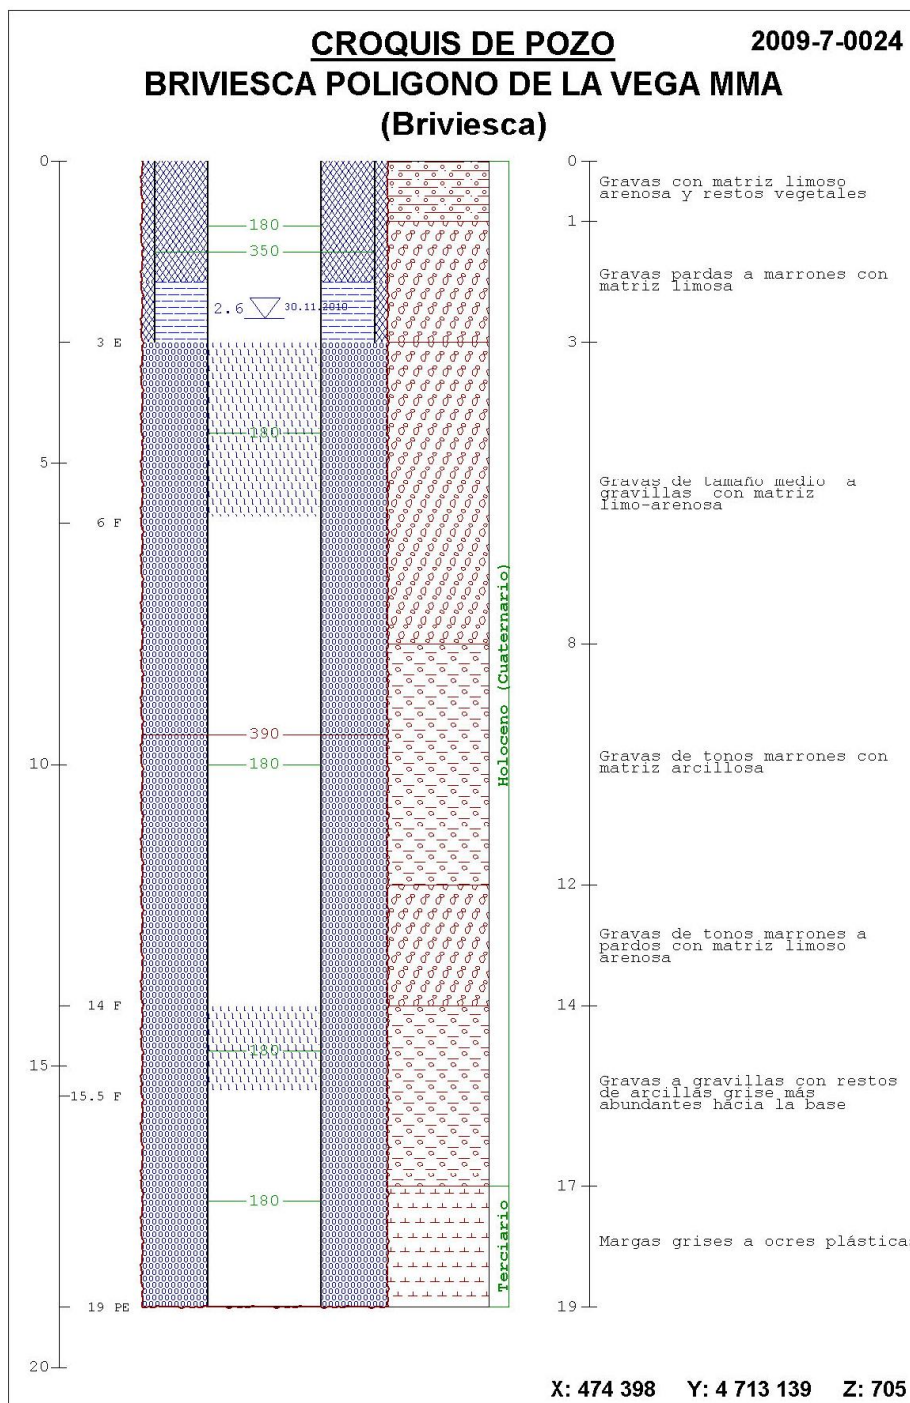 CROQUIS DE POZO
2009-7-0024
BRIVIESCA POLIGONO DE LA VEGA MMA
(Briviesca)
0
0
Gravas con matriz limoso
arenosa y restos vegetales
1
180
350
Gravas pardas a marrones con
matriz limosa
2.6
30.11.2010
3 E
3
180
5
Gravas de tamaño medio a
gravillas con matriz
limo-arenosa
6 F
Holoceno (Cuaternario)
8
390
10
180
Gravas de tonos marrones con
matriz arcillosa
12
Gravas de tonos marrones a
pardos con matriz limoso
arenosa
14 F
14
180
15
15.5 F
Gravas a gravillas con restos
de arcillas grise más
abundantes hacia la base
17
180
Terciario
Margas grises a ocres plásticas
19 PE
19
20
X: 474 398 Y: 4 713 139 Z: 705